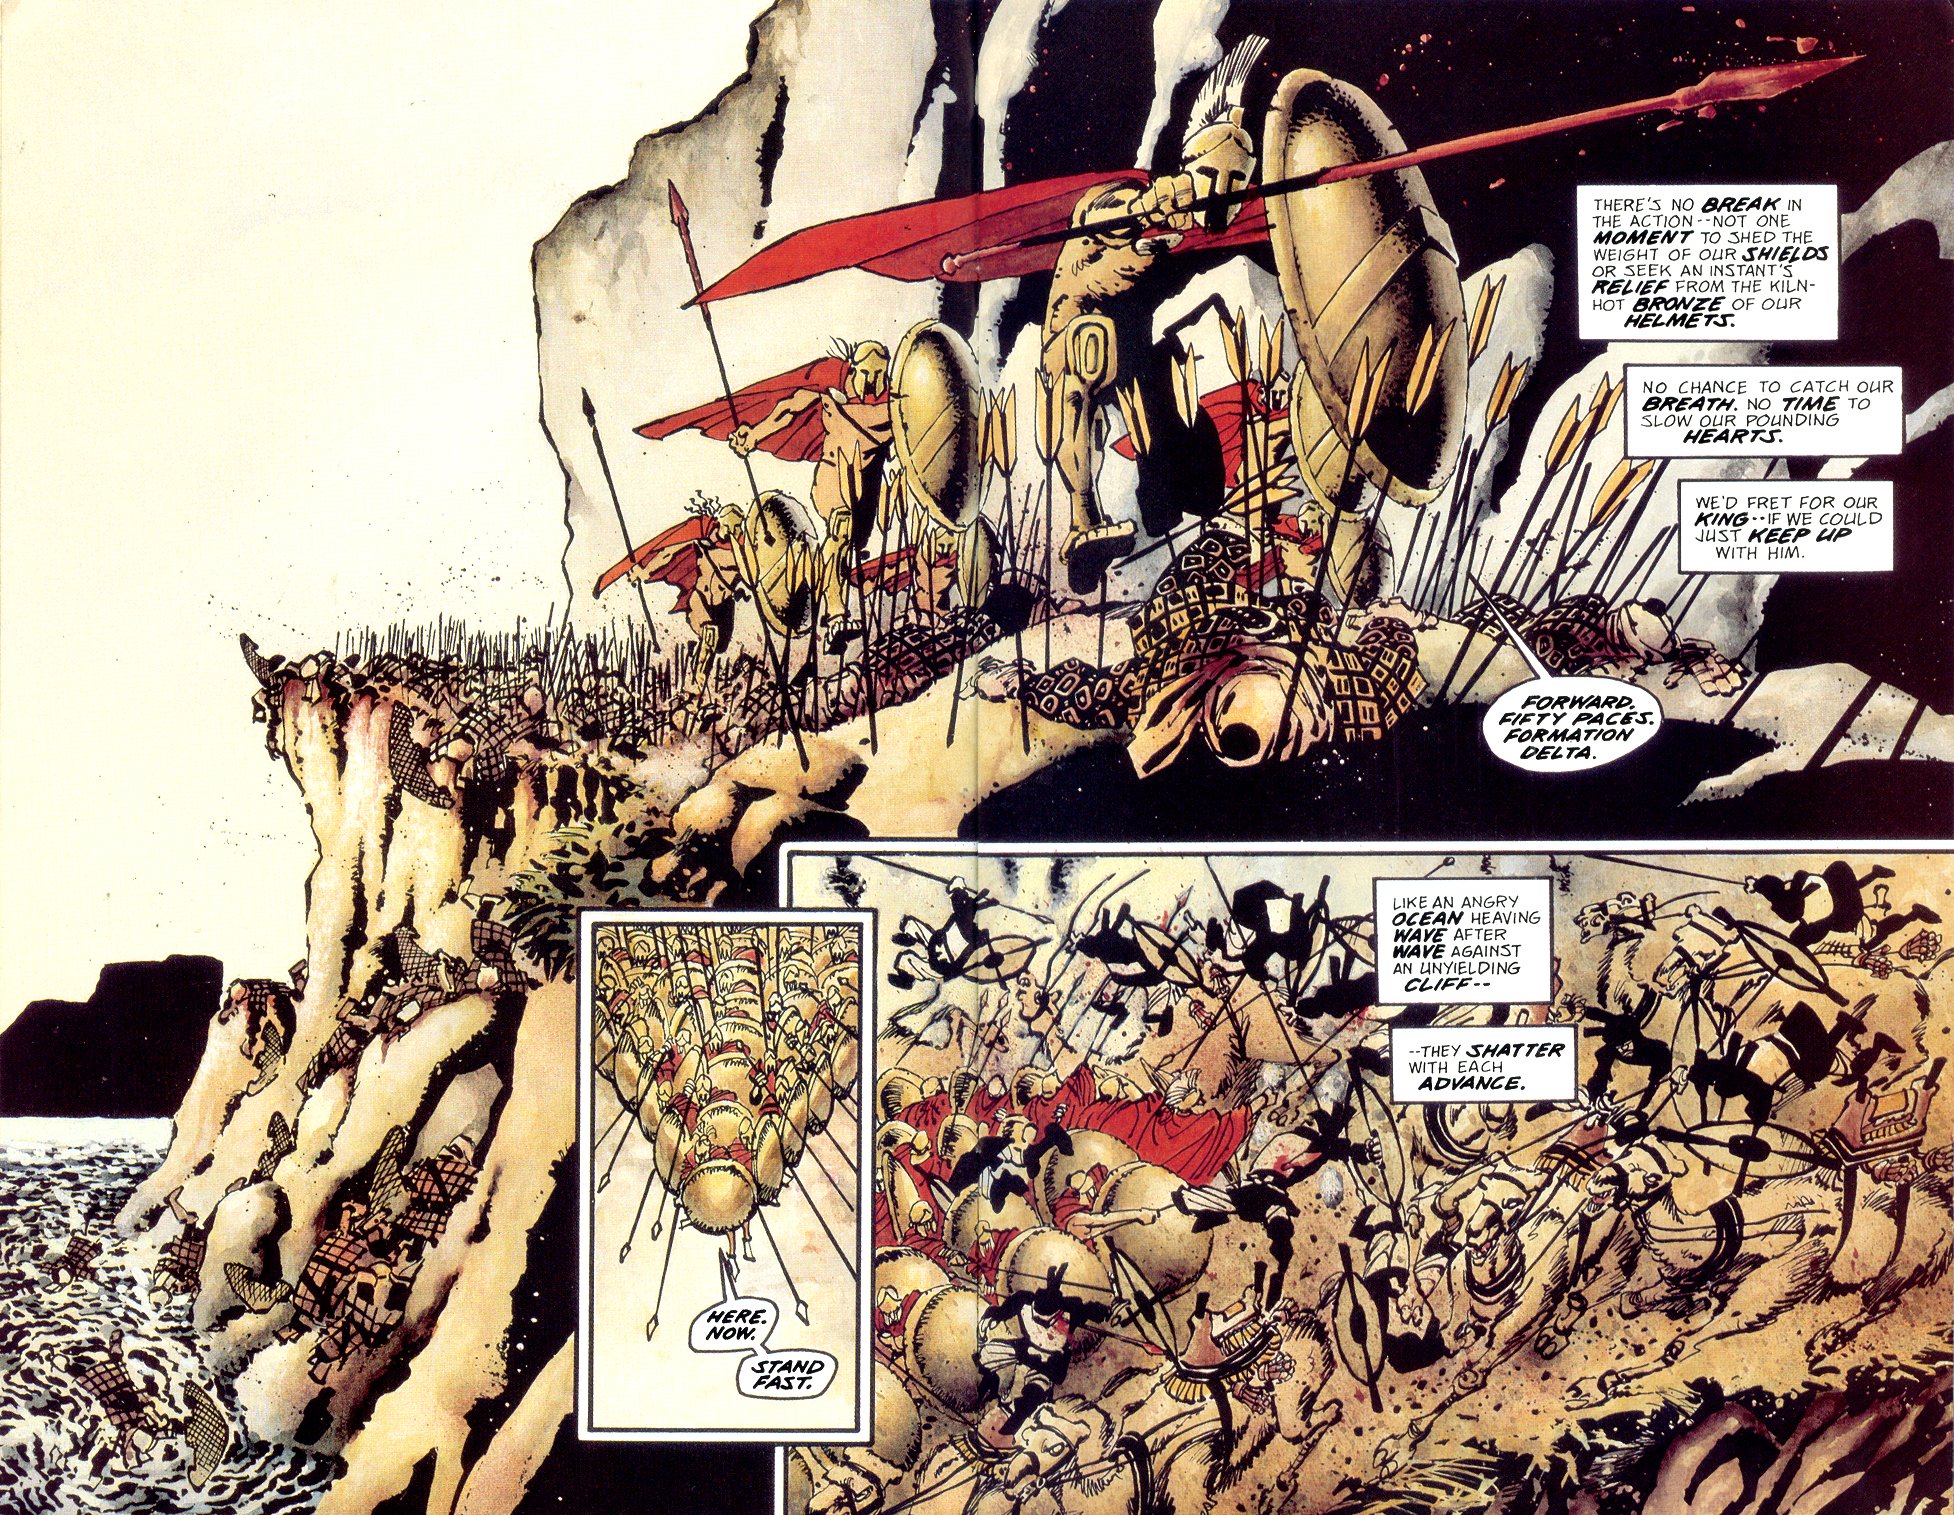 THERE'S NO BREAK IN
THE ACTION--NOT ONE
MOMENT TO SHED THE
WEIGHT OF OUR SHIELDS
OR SEEK AN INSTANT'S
RELIEF FROM THE KILN-
HOT BRONZE OF OUR
HELMETS.
NO CHANCE TO CATCH OUR
BREATH. NO TIME TO
SLOW OUR POUNDING
HEARTS.
WE'D FRET FOR OUR
KING--IF WE COULD
JUST KEEP UP
WITH HIM.
FORWARD.
FIFTY PACES.
FORMATION
DELTA.
HERE.
NOW.
STAND
FAST.
LIKE AN ANGRY
OCEAN HEAVING
WAVE AFTER
WAVE AGAINST
AN UNYIELDING
CLIFF--
--THEY SHATTER
WITH EACH
ADVANCE.